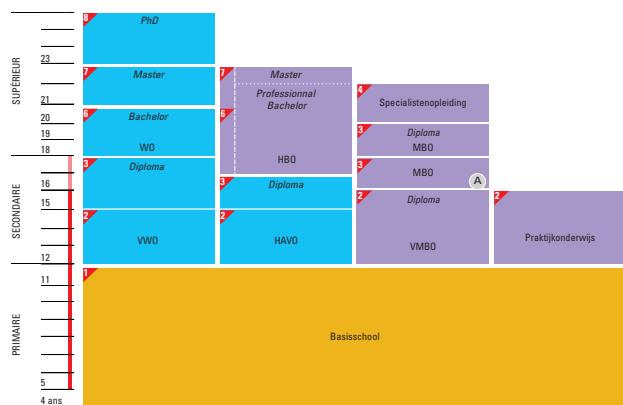 SUPÉRIEUR
SECONDAIRE
PRIMAIRE
23
21
20
19
18
16
15
12
11
5
4 ans
8
PhD
7
Master
6
Bachelor
WO
3
Diploma
2
VWO
7
Master
Professionnal
Bachelor
6
HBO
3
Diploma
2
HAVO
4
Specialistenopleiding
3
Diploma
MBO
3
MBO
A
2
Diploma
VMBO
2
Praktijkonderwijs
1
Basisschool